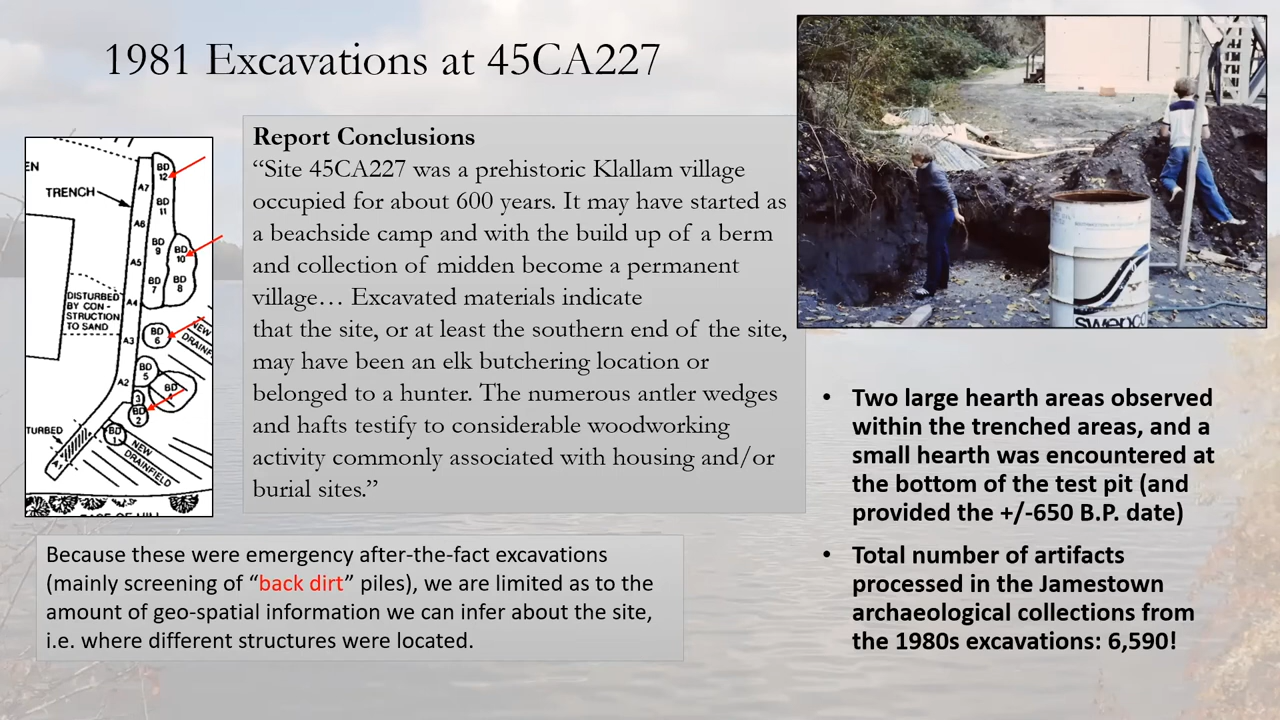 1981 Excavations at 45CA227
EN
TRENCH
A7
BD
12
BD
11
A6
BD
9
BD
10
A5
BD
7
BD
8
DISTURBED
BY CON-
STRUCTION
TO SAND
A4
A3
BD
6
NEW
DRAINF
BD
5
A2
BD
4
3
BD
2
TURBED
BD
1
NEW
DRAINFIELD
A1
Report Conclusions
“Site 45CA227 was a prehistoric Klallam village
occupied for about 600 years. It may have started as
a beachside camp and with the build up of a berm
and collection of midden become a permanent
village… Excavated materials indicate
that the site, or at least the southern end of the site,
may have been an elk butchering location or
belonged to a hunter. The numerous antler wedges
and hafts testify to considerable woodworking
activity commonly associated with housing and/or
burial sites.”
Because these were emergency after-the-fact excavations
(mainly screening of “back dirt” piles), we are limited as to the
amount of geo-spatial information we can infer about the site,
i.e. where different structures were located.
swepco
• Two large hearth areas observed
within the trenched areas, and a
small hearth was encountered at
the bottom of the test pit (and
provided the +/-650 B.P. date)
• Total number of artifacts
processed in the Jamestown
archaeological collections from
the 1980s excavations: 6,590!